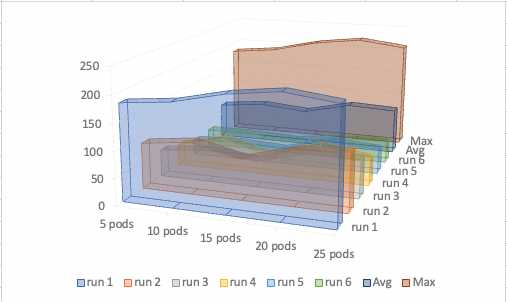 250
200
150
100
50
0
5 pods
10 pods
15 pods
20 pods
25 pods
Max
Avg
run 6
run 5
run 4
run 3
run 2
run 1
run 1 run 2 run 3 run 4 run 5 run 6 Avg Max